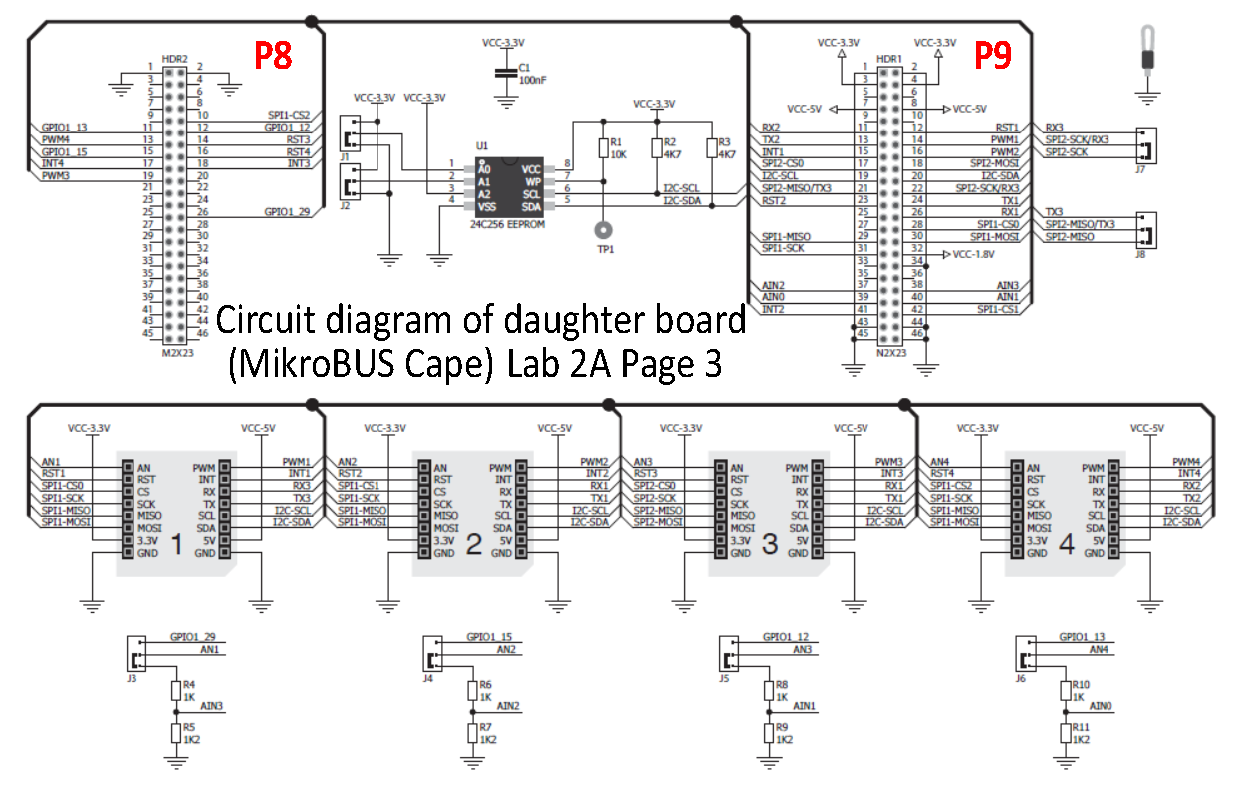 P8
HDR2
1 2
3 4
5 6
7 8
9 10 SPI1-CS2
GPIO1_13 11 12 GPIO1_12
PWM4 13 14 RST3
GPIO1_15 15 16 RST4
INT4 17 18 INT3
PWM3 19 20
21 22
23 24
25 26 GPIO1_29
27 28
29 30
31 32
33 34
35 36
37 38
39 40
41 42
43 44
45 46
M2X23
VCC-3.3V
C1
100nF
VCC-3.3V VCC-3.3V
J1
J2
U1
1 A0 VCC 8
2 A1 WP 7
3 A2 SCL 6
4 VSS SDA 5
24C256 EEPROM
VCC-3.3V
R1
10K
R2
4K7
R3
4K7
I2C-SCL
I2C-SDA
TP1
P9
VCC-3.3V VCC-3.3V
HDR1
1 2
3 4
5 6
VCC-5V 7 8 VCC-5V
9 10
RX2 11 12 RST1
TX2 13 14 PWM1
INT1 15 16 PWM2
SPI2-CS0 17 18 SPI2-MOSI
I2C-SCL 19 20 I2C-SDA
SPI2-MISO/TX3 21 22 SPI2-SCK/RX3
RST2 23 24 TX1
25 26 RX1
27 28 SPI1-CS0
SPI1-MISO 29 30 SPI1-MOSI
SPI1-SCK 31 32 VCC-1.8V
33 34
35 36
AIN2 37 38 AIN3
AIN0 39 40 AIN1
INT2 41 42 SPI1-CS1
43 44
45 46
N2X23
RX3
SPI2-SCK/RX3
SPI2-SCK
J7
TX3
SPI2-MISO/TX3
SPI2-MISO
J8
Circuit diagram of daughter board
(MikroBUS Cape) Lab 2A Page 3
VCC-3.3V VCC-5V
AN1 AN PWM PWM1
RST1 RST INT INT1
SPI1-CS0 CS RX RX3
SPI1-SCK SCK TX TX3
SPI1-MISO MISO SCL I2C-SCL
SPI1-MOSI MOSI SDA I2C-SDA
3.3V 1 5V
GND GND
VCC-3.3V VCC-5V
AN2 AN PWM PWM2
RST2 RST INT INT2
SPI1-CS1 CS RX RX1
SPI1-SCK SCK TX TX1
SPI1-MISO MISO SCL I2C-SCL
SPI1-MOSI MOSI SDA I2C-SDA
3.3V 2 5V
GND GND
VCC-3.3V VCC-5V
AN3 AN PWM PWM3
RST3 RST INT INT3
SPI2-CS0 CS RX RX1
SPI2-SCK SCK TX TX1
SPI2-MISO MISO SCL I2C-SCL
SPI2-MOSI MOSI SDA I2C-SDA
3.3V 3 5V
GND GND
VCC-3.3V VCC-5V
AN4 AN PWM PWM4
RST4 RST INT INT4
SPI1-CS2 CS RX RX2
SPI1-SCK SCK TX TX2
SPI1-MISO MISO SCL I2C-SCL
SPI1-MOSI MOSI SDA I2C-SDA
3.3V 4 5V
GND GND
GPIO1_29
AN1
J3
R4
1K
AIN3
R5
1K2
GPIO1_15
AN2
J4
R6
1K
AIN2
R7
1K2
GPIO1_12
AN3
J5
R8
1K
AIN1
R9
1K2
GPIO1_13
AN4
J6
R10
1K
AIN0
R11
1K2